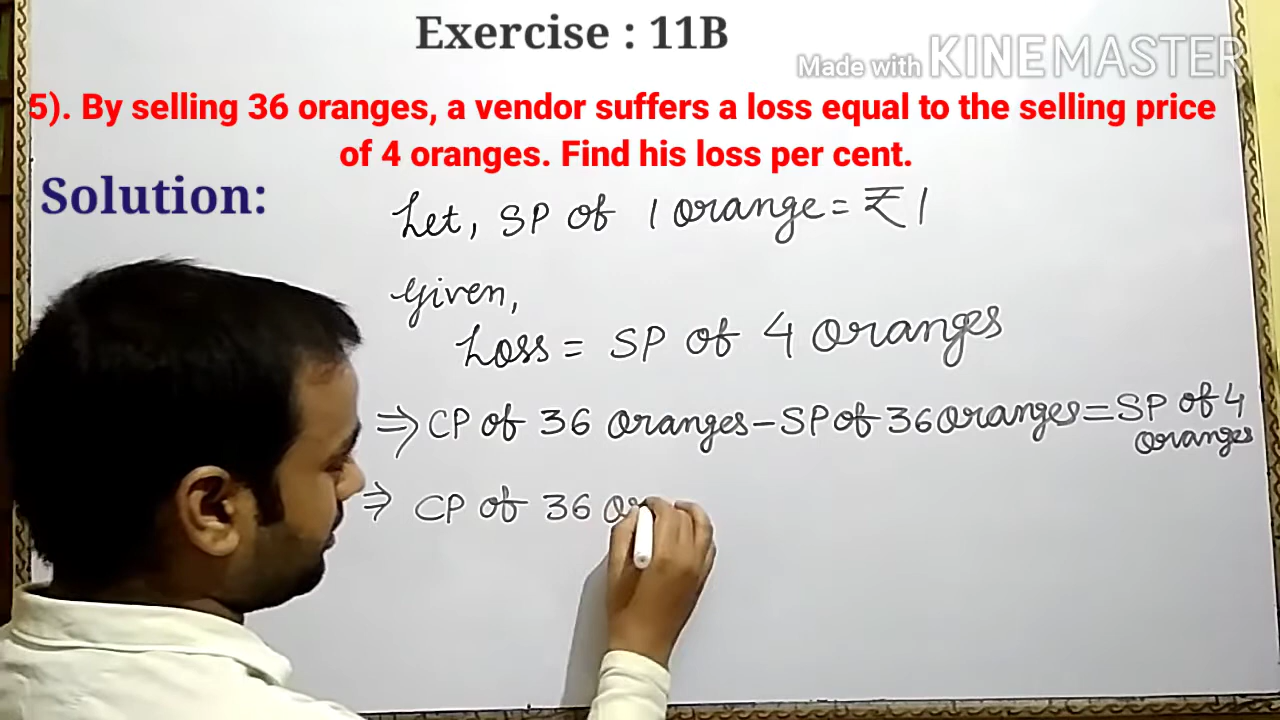 Exercise : 11B
Made with KINEMASTER
5). By selling 36 oranges, a vendor suffers a loss equal to the selling price
of 4 oranges. Find his loss per cent.
Solution:
Let, SP of 1 orange = ₹ 1
Given,
Loss = SP of 4 oranges
⇒ CP of 36 oranges - SP of 36 oranges = SP of 4
oranges
⇒ CP of 36 or